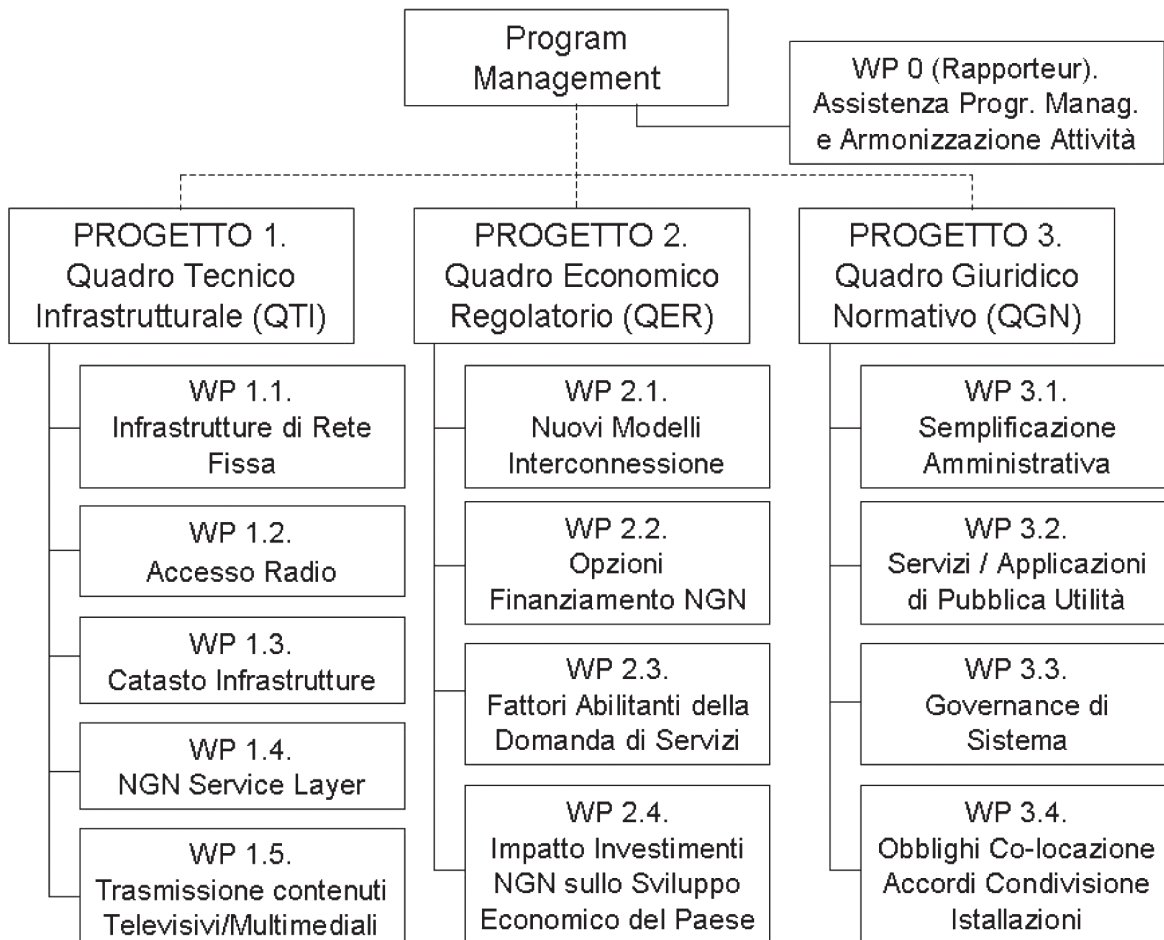 Program
Management
WP 0 (Rapporteur).
Assistenza Progr. Manag.
e Armonizzazione Attività
PROGETTO 1.
Quadro Tecnico
Infrastrutturale (QTI)
WP 1.1.
Infrastrutture di Rete
Fissa
WP 1.2.
Accesso Radio
WP 1.3.
Catasto Infrastrutture
WP 1.4.
NGN Service Layer
WP 1.5.
Trasmissione contenuti
Televisivi/Multimediali
PROGETTO 2.
Quadro Economico
Regolatorio (QER)
WP 2.1.
Nuovi Modelli
Interconnessione
WP 2.2.
Opzioni
Finanziamento NGN
WP 2.3.
Fattori Abilitanti della
Domanda di Servizi
WP 2.4.
Impatto Investimenti
NGN sullo Sviluppo
Economico del Paese
PROGETTO 3.
Quadro Giuridico
Normativo (QGN)
WP 3.1.
Semplificazione
Amministrativa
WP 3.2.
Servizi / Applicazioni
di Pubblica Utilità
WP 3.3.
Governance di
Sistema
WP 3.4.
Obblighi Co-locazione
Accordi Condivisione
Istallazioni